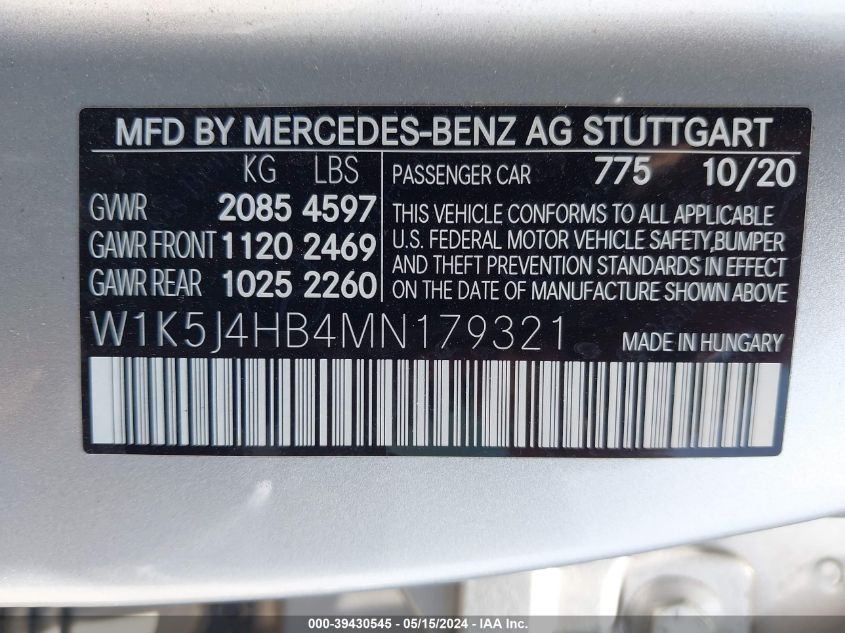 MFD BY MERCEDES-BENZ AG STUTTGART
KG LBS
GVWR 2085 4597
GAWR FRONT 1120 2469
GAWR REAR 1025 2260
PASSENGER CAR 775 10/20
THIS VEHICLE CONFORMS TO ALL APPLICABLE
U.S. FEDERAL MOTOR VEHICLE SAFETY,BUMPER
AND THEFT PREVENTION STANDARDS IN EFFECT
ON THE DATE OF MANUFACTURE SHOWN ABOVE
W1K5J4HB4MN179321 MADE IN HUNGARY
000-39430545 - 05/15/2024 - IAA Inc.